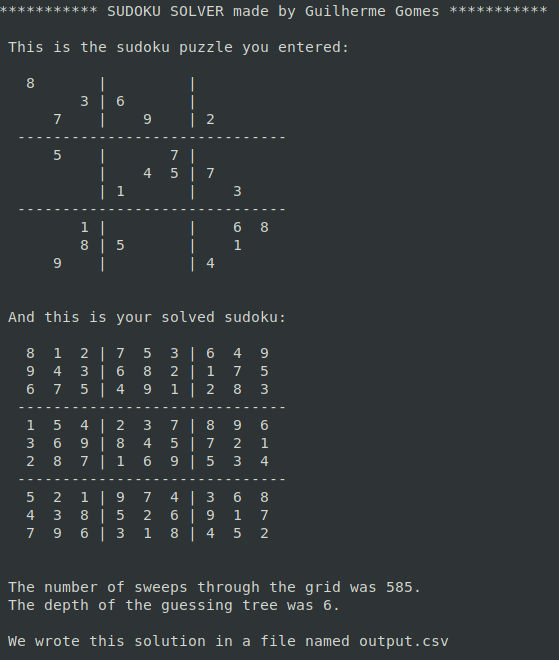 *********** SUDOKU SOLVER made by Guilherme Gomes ***********
This is the sudoku puzzle you entered:
  8       |         |
        3 | 6       |
     7    |    9    | 2
 ------------------------------
     5    |       7 |
          |    4  5 | 7
          | 1       |    3
 ------------------------------
        1 |         |    6  8
        8 | 5       |    1
     9    |         | 4
And this is your solved sudoku:
  8  1  2 | 7  5  3 | 6  4  9
  9  4  3 | 6  8  2 | 1  7  5
  6  7  5 | 4  9  1 | 2  8  3
 ------------------------------
  1  5  4 | 2  3  7 | 8  9  6
  3  6  9 | 8  4  5 | 7  2  1
  2  8  7 | 1  6  9 | 5  3  4
 ------------------------------
  5  2  1 | 9  7  4 | 3  6  8
  4  3  8 | 5  2  6 | 9  1  7
  7  9  6 | 3  1  8 | 4  5  2
The number of sweeps through the grid was 585.
The depth of the guessing tree was 6.
We wrote this solution in a file named output.csv